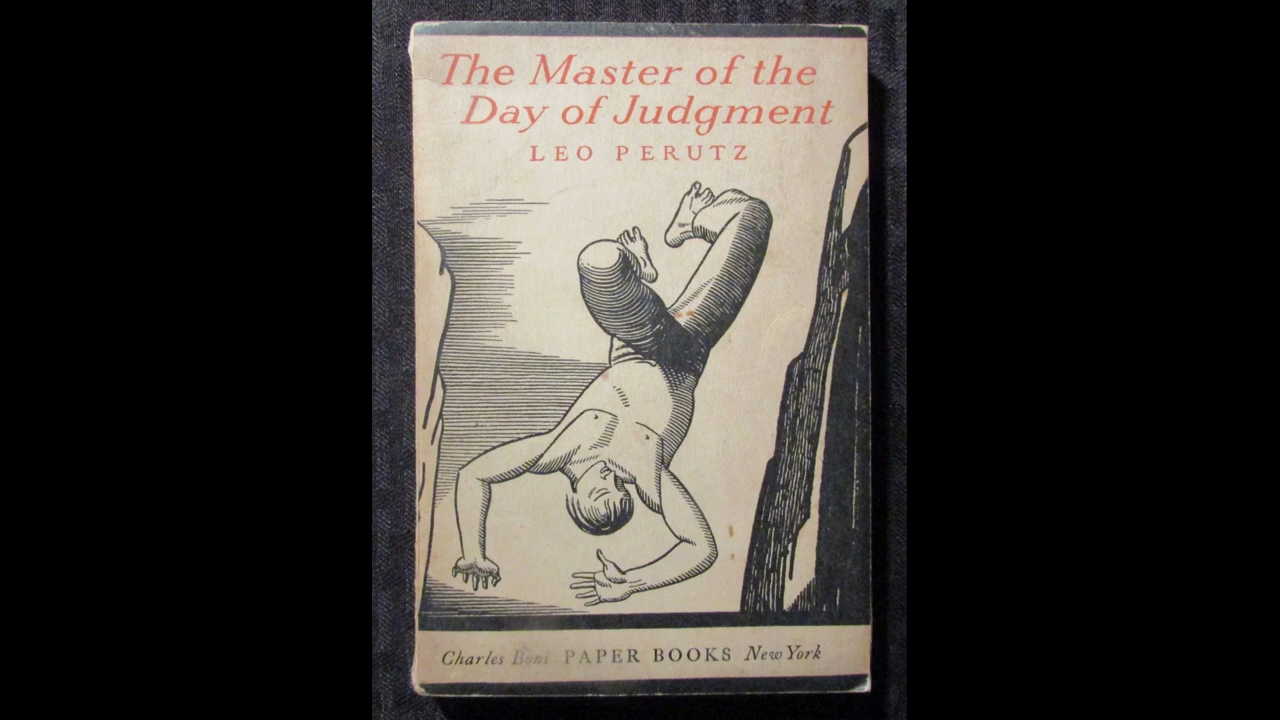 The Master of the
Day of Judgment
LEO PERUTZ
Charles Boni PAPER BOOKS New York